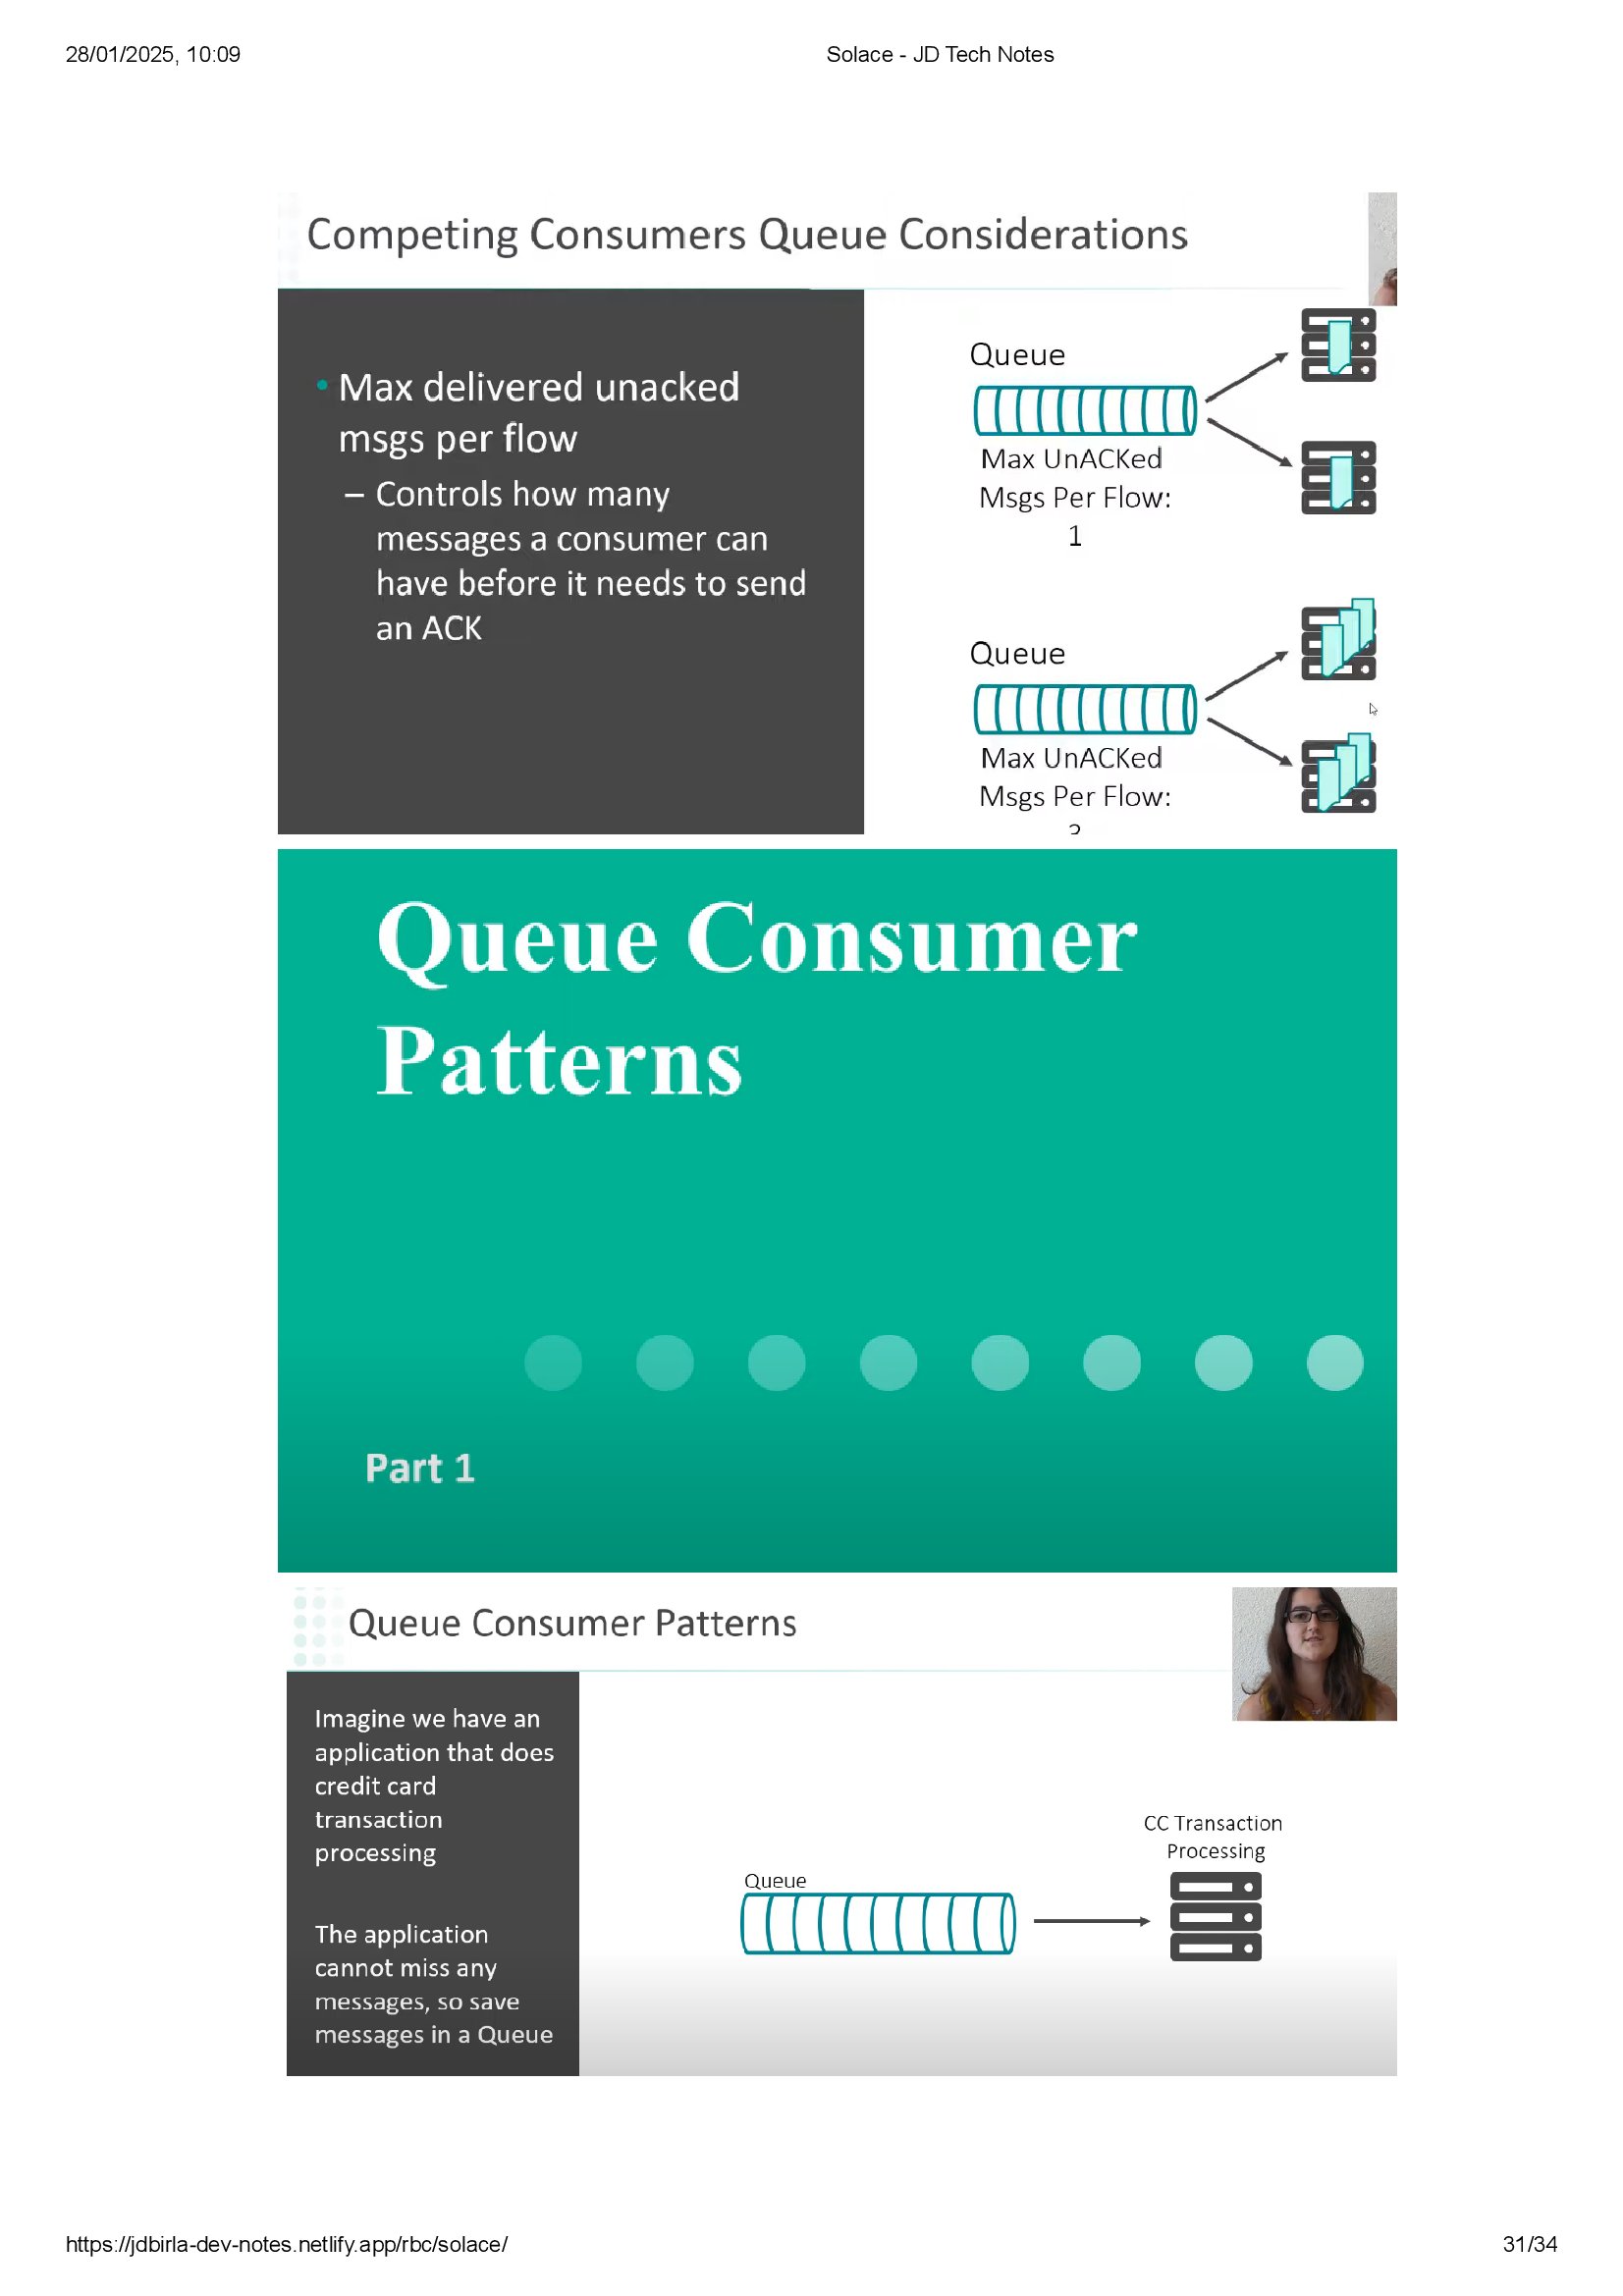 28/01/2025, 10:09
Solace - JD Tech Notes
Competing Consumers Queue Considerations
• Max delivered unacked
msgs per flow
– Controls how many
messages a consumer can
have before it needs to send
an ACK
Queue
Max UnACKed
Msgs Per Flow:
1
Queue
Max UnACKed
Msgs Per Flow:
Queue Consumer
Patterns
Part 1
Queue Consumer Patterns
Imagine we have an
application that does
credit card
transaction
processing
The application
cannot miss any
messages, so save
messages in a Queue
Queue
CC Transaction
Processing
https://jdbirla-dev-notes.netlify.app/rbc/solace/
31/34